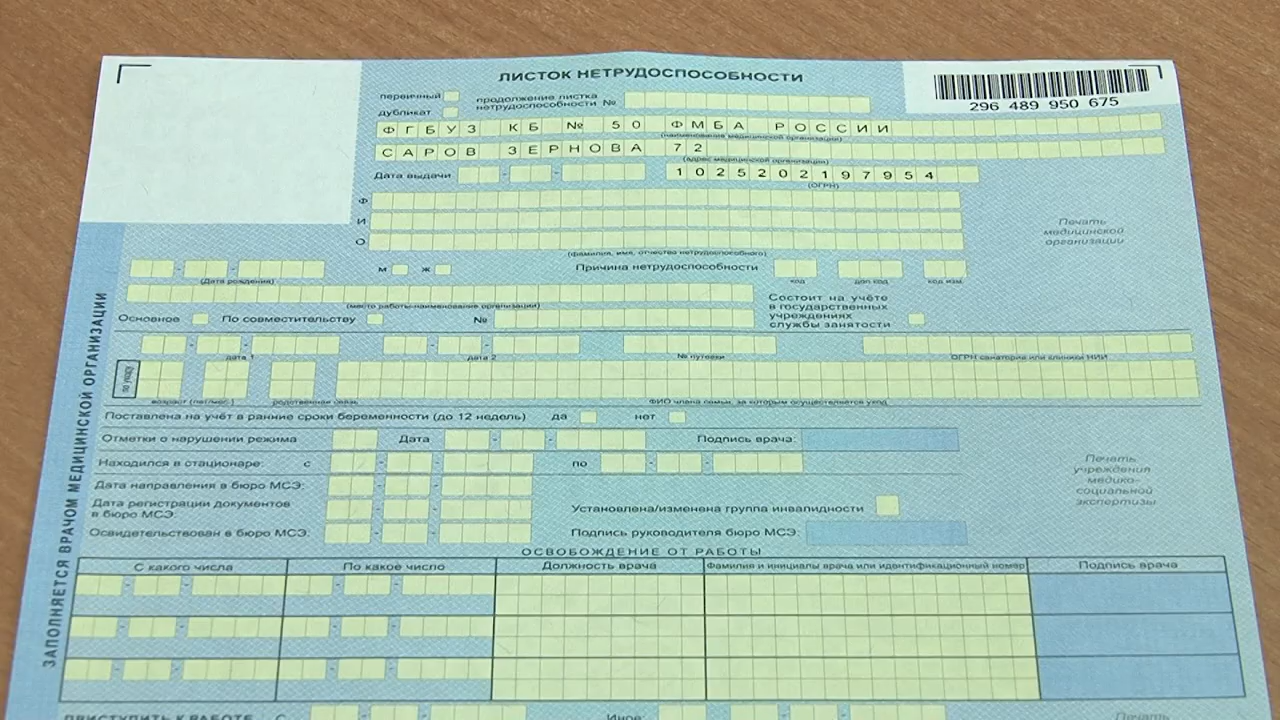 ЛИСТОК НЕТРУДОСПОСОБНОСТИ
первичный
продолжение листка нетрудоспособности №
дубликат
296 489 950 675
ФГБУЗ КБ № 50 ФМБА РОССИИ
(наименование медицинской организации)
САРОВ ЗЕРНОВА 72
(адрес медицинской организации)
Дата выдачи - - 1025202197954
(ОГРН)
Ф
И
О
(фамилия, имя, отчество нетрудоспособного)
Печать
медицинской
организации
- - м ж Причина нетрудоспособности
(Дата рождения) код доп код код изм.
(место работы-наименование организации)
Состоит на учёте
в государственных
учреждениях
службы занятости
Основное По совместительству №
дата 1 дата 2 № путевки ОГРН санатория или клиники НИИ
по уходу
возраст (лет/мес.) родственная связь ФИО члена семьи, за которым осуществляется уход
Поставлена на учёт в ранние сроки беременности (до 12 недель) да нет
Отметки о нарушении режима Дата - - Подпись врача:
Находился в стационаре: с - - по - -
Дата направления в бюро МСЭ: - -
Дата регистрации документов
в бюро МСЭ: - -
Установлена/изменена группа инвалидности
Освидетельствован в бюро МСЭ: - - Подпись руководителя бюро МСЭ:
Печать
учреждения
медико-
социальной
экспертизы
ОСВОБОЖДЕНИЕ ОТ РАБОТЫ
С какого числа По какое число Должность врача Фамилия и инициалы врача или идентификационный номер Подпись врача
ЗАПОЛНЯЕТСЯ ВРАЧОМ МЕДИЦИНСКОЙ ОРГАНИЗАЦИИ
ПРИСТУПИТЬ К РАБОТЕ С Иное: Печать